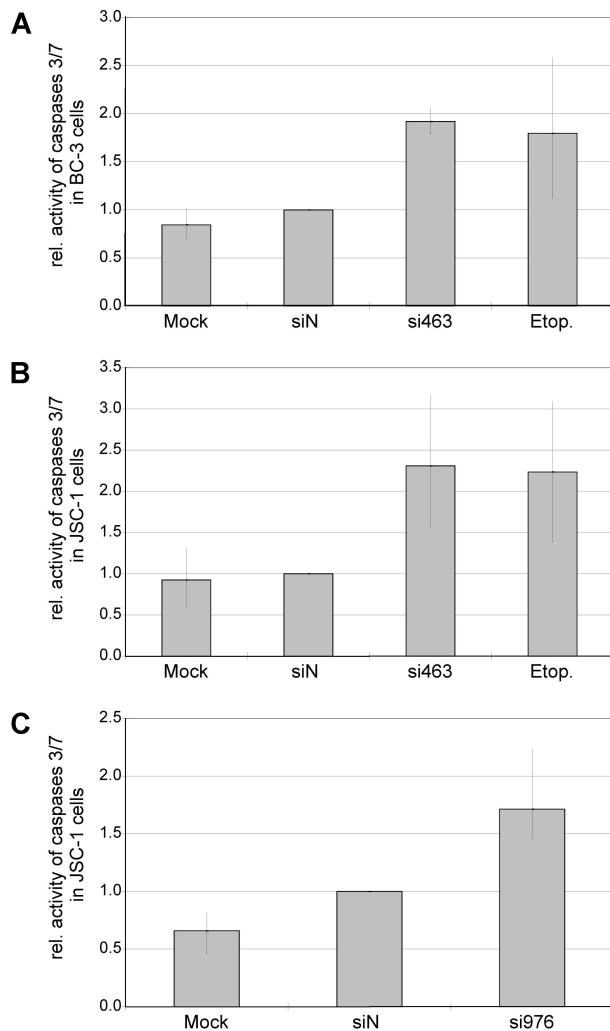 A
rel. activity of caspases 3/7
in BC-3 cells
3.0
2.5
2.0
1.5
1.0
0.5
0.0
Mock siN si463 Etop.
B
rel. activity of caspases 3/7
in JSC-1 cells
3.5
3.0
2.5
2.0
1.5
1.0
0.5
0.0
Mock siN si463 Etop.
C
rel. activity of caspases 3/7
in JSC-1 cells
2.5
2.0
1.5
1.0
0.5
0.0
Mock siN si976